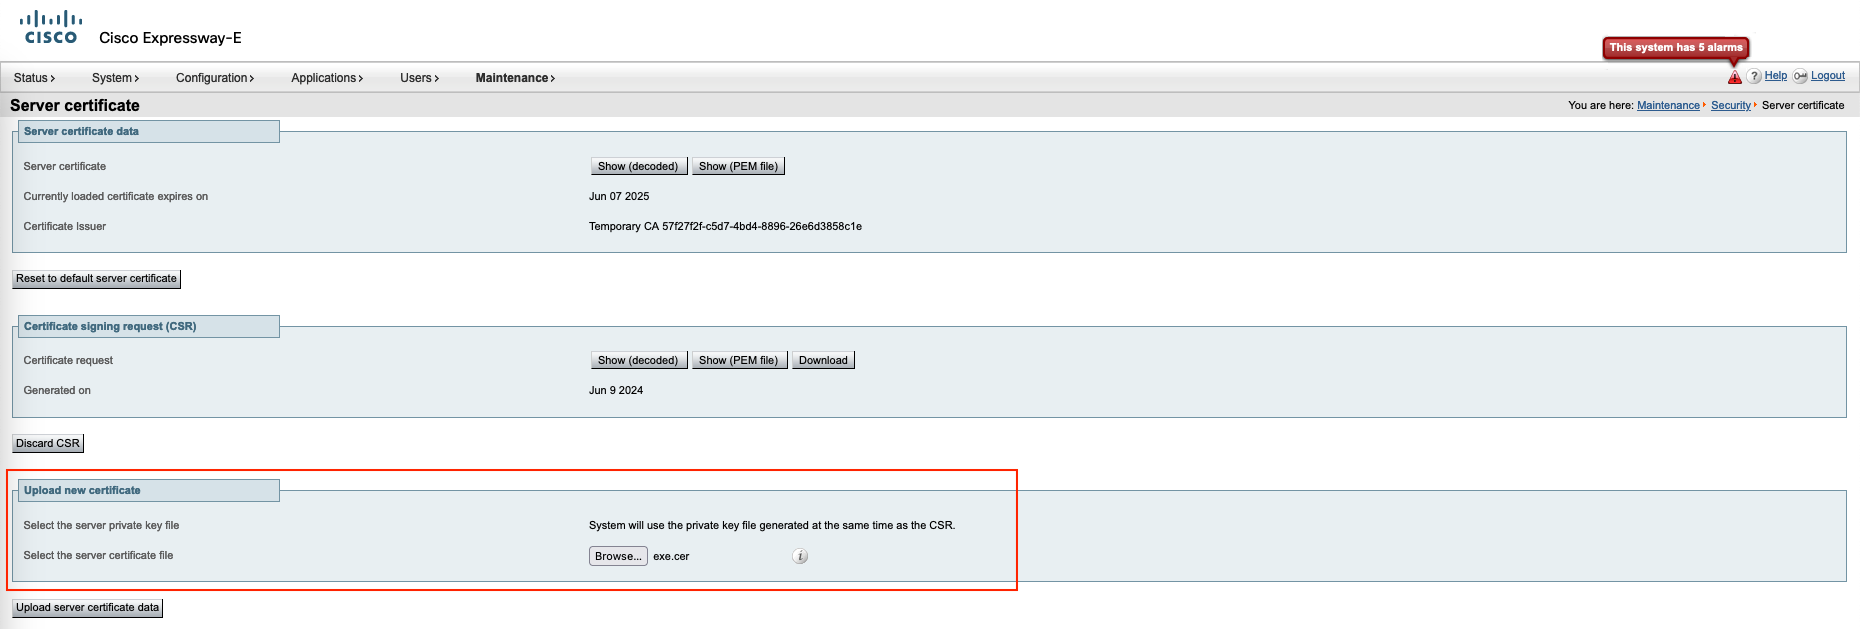 CISCO Cisco Expressway-E
This system has 5 alarms
Status> System> Configuration> Applications> Users> Maintenance> ? Help Logout
Server certificate You are here: Maintenance Security Server certificate
Server certificate data
Server certificate Show (decoded) Show (PEM file)
Currently loaded certificate expires on Jun 07 2025
Certificate Issuer Temporary CA 57f27f2f-c5d7-4bd4-8896-26e6d3858c1e
Reset to default server certificate
Certificate signing request (CSR)
Certificate request Show (decoded) Show (PEM file) Download
Generated on Jun 9 2024
Discard CSR
Upload new certificate
Select the server private key file System will use the private key file generated at the same time as the CSR.
Select the server certificate file Browse... exe.cer i
Upload server certificate data